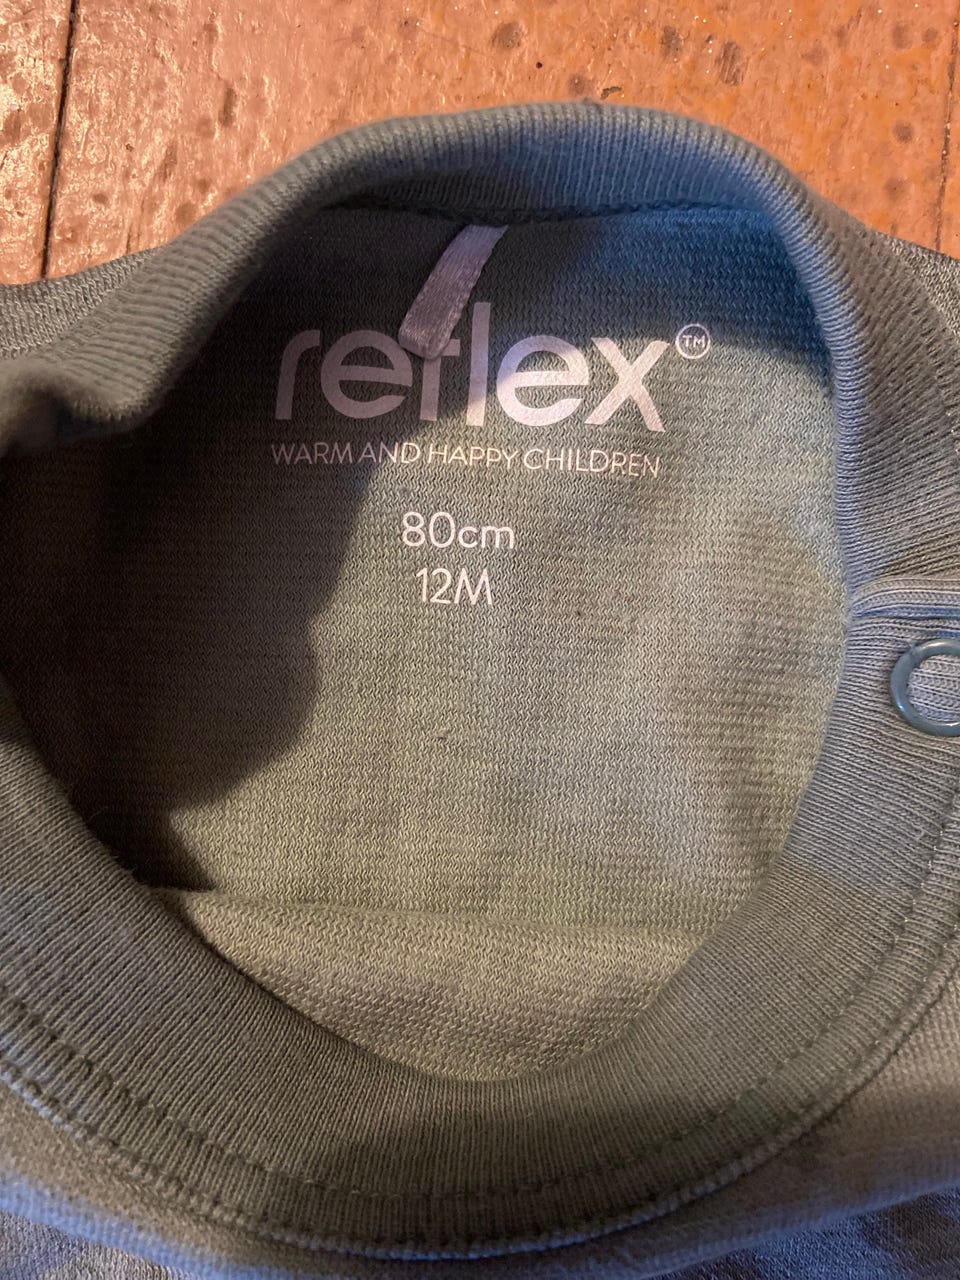 reflex™
WARM AND HAPPY CHILDREN
80cm
12M